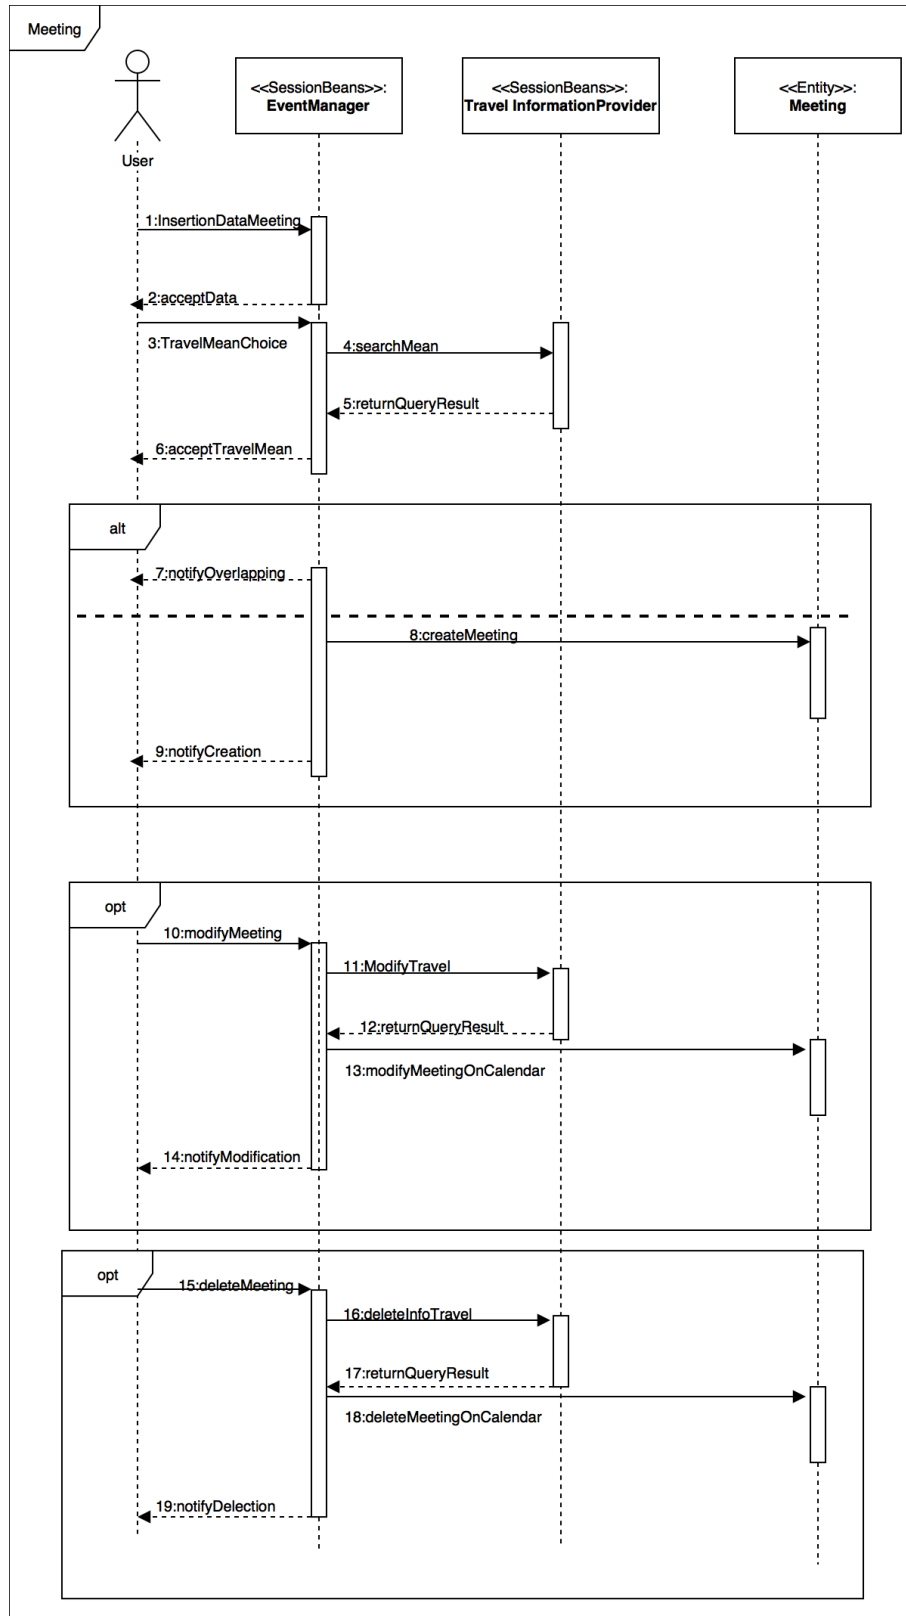 Meeting
<<SessionBeans>>:
EventManager
<<SessionBeans>>:
Travel InformationProvider
<<Entity>>:
Meeting
User
1:InsertionDataMeeting
2:acceptData
3:TravelMeanChoice
4:searchMean
5:returnQueryResult
6:acceptTravelMean
alt
7:notifyOverlapping
8:createMeeting
9:notifyCreation
opt
10:modifyMeeting
11:ModifyTravel
12:returnQueryResult
13:modifyMeetingOnCalendar
14:notifyModification
opt
15:deleteMeeting
16:deleteInfoTravel
17:returnQueryResult
18:deleteMeetingOnCalendar
19:notifyDelection